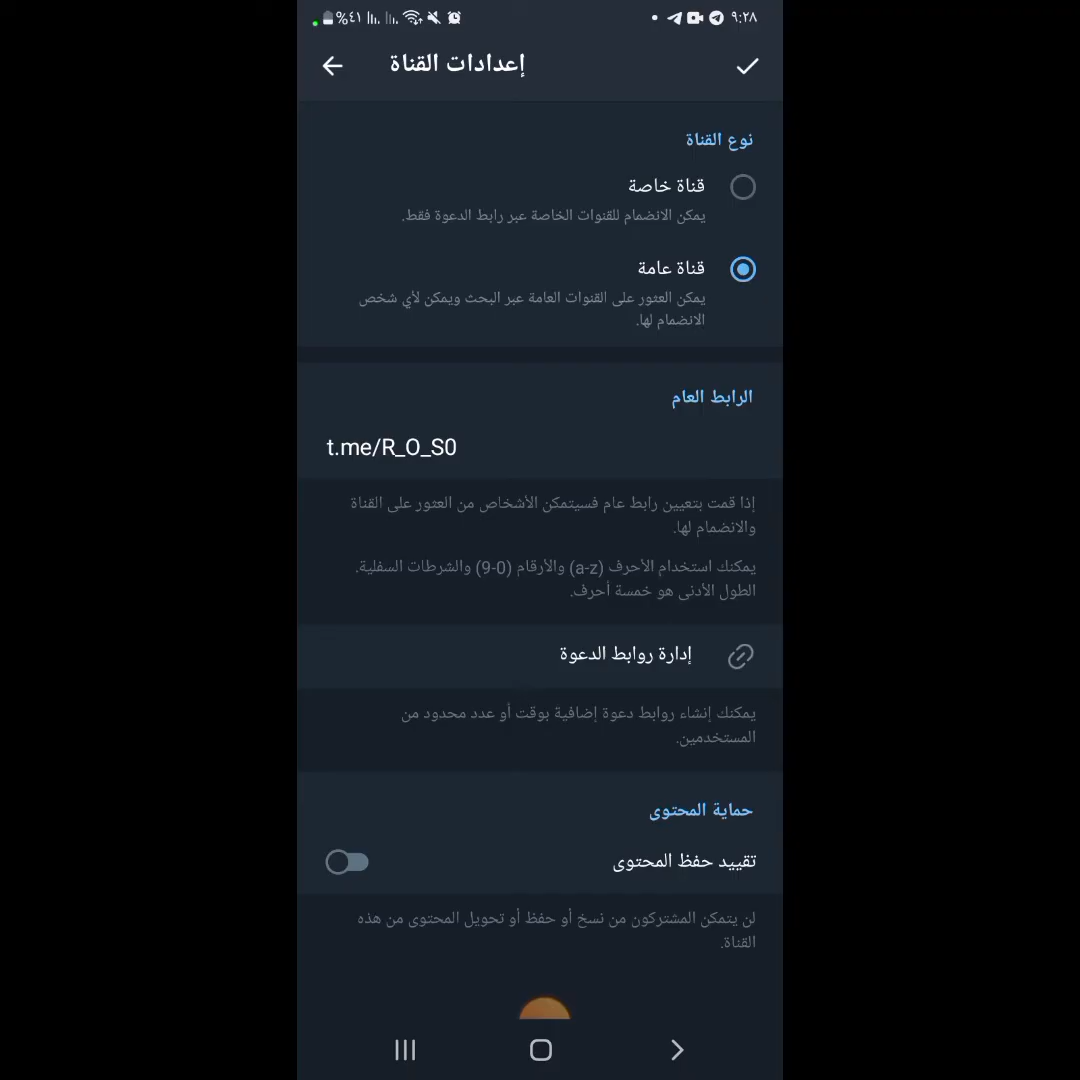 %٤١ ٩:٢٨
إعدادات القناة
نوع القناة
قناة خاصة
يمكن الانضمام للقنوات الخاصة عبر رابط الدعوة فقط.
قناة عامة
يمكن العثور على القنوات العامة عبر البحث ويمكن لأي شخص
الانضمام لها.
الرابط العام
t.me/R_O_S0
إذا قمت بتعيين رابط عام فسيتمكن الأشخاص من العثور على القناة
والانضمام لها.
يمكنك استخدام الأحرف (a-z) والأرقام (0-9) والشرطات السفلية.
الطول الأدنى هو خمسة أحرف.
إدارة روابط الدعوة
يمكنك إنشاء روابط دعوة إضافية بوقت أو عدد محدود من
المستخدمين.
حماية المحتوى
تقييد حفظ المحتوى
لن يتمكن المشتركون من نسخ أو حفظ أو تحويل المحتوى من هذه
القناة.